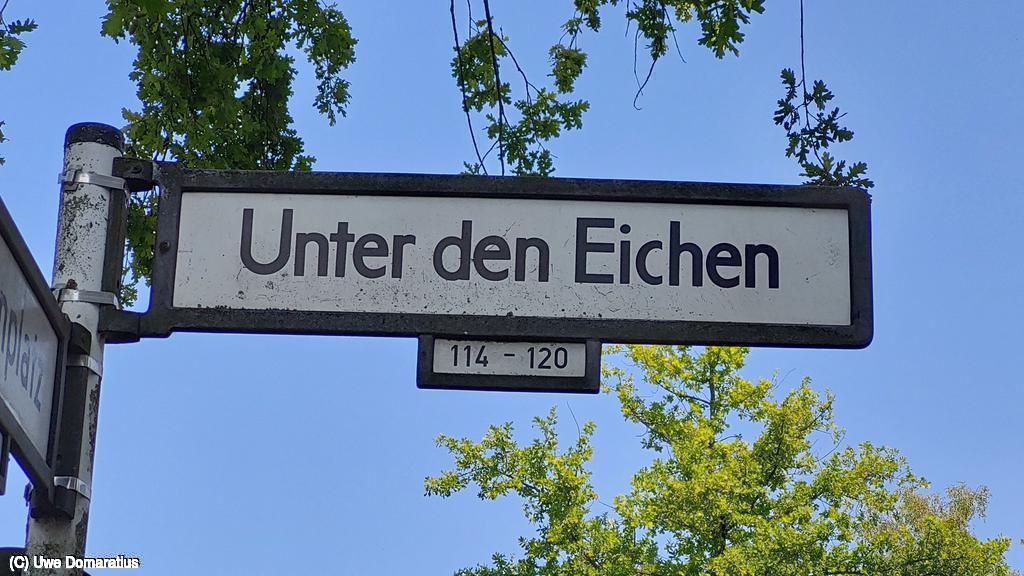 Unter den Eichen
114 - 120
(C) Uwe Domaratius